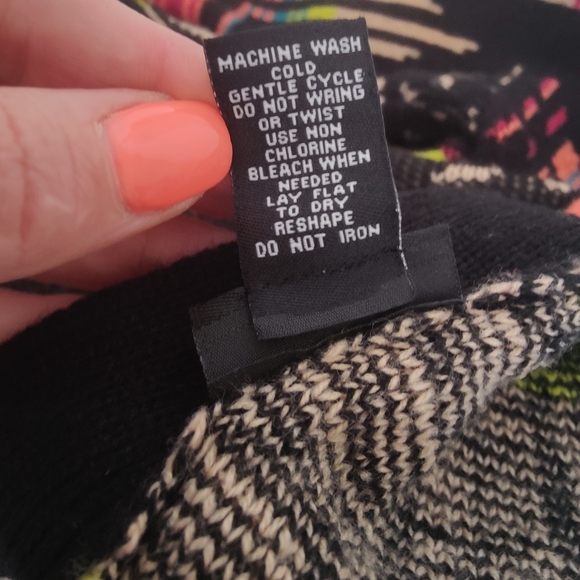 MACHINE WASH
COLD
GENTLE CYCLE
DO NOT WRING
OR TWIST
USE NON
CHLORINE
BLEACH WHEN
NEEDED
LAY FLAT
TO DRY
RESHAPE
DO NOT IRON